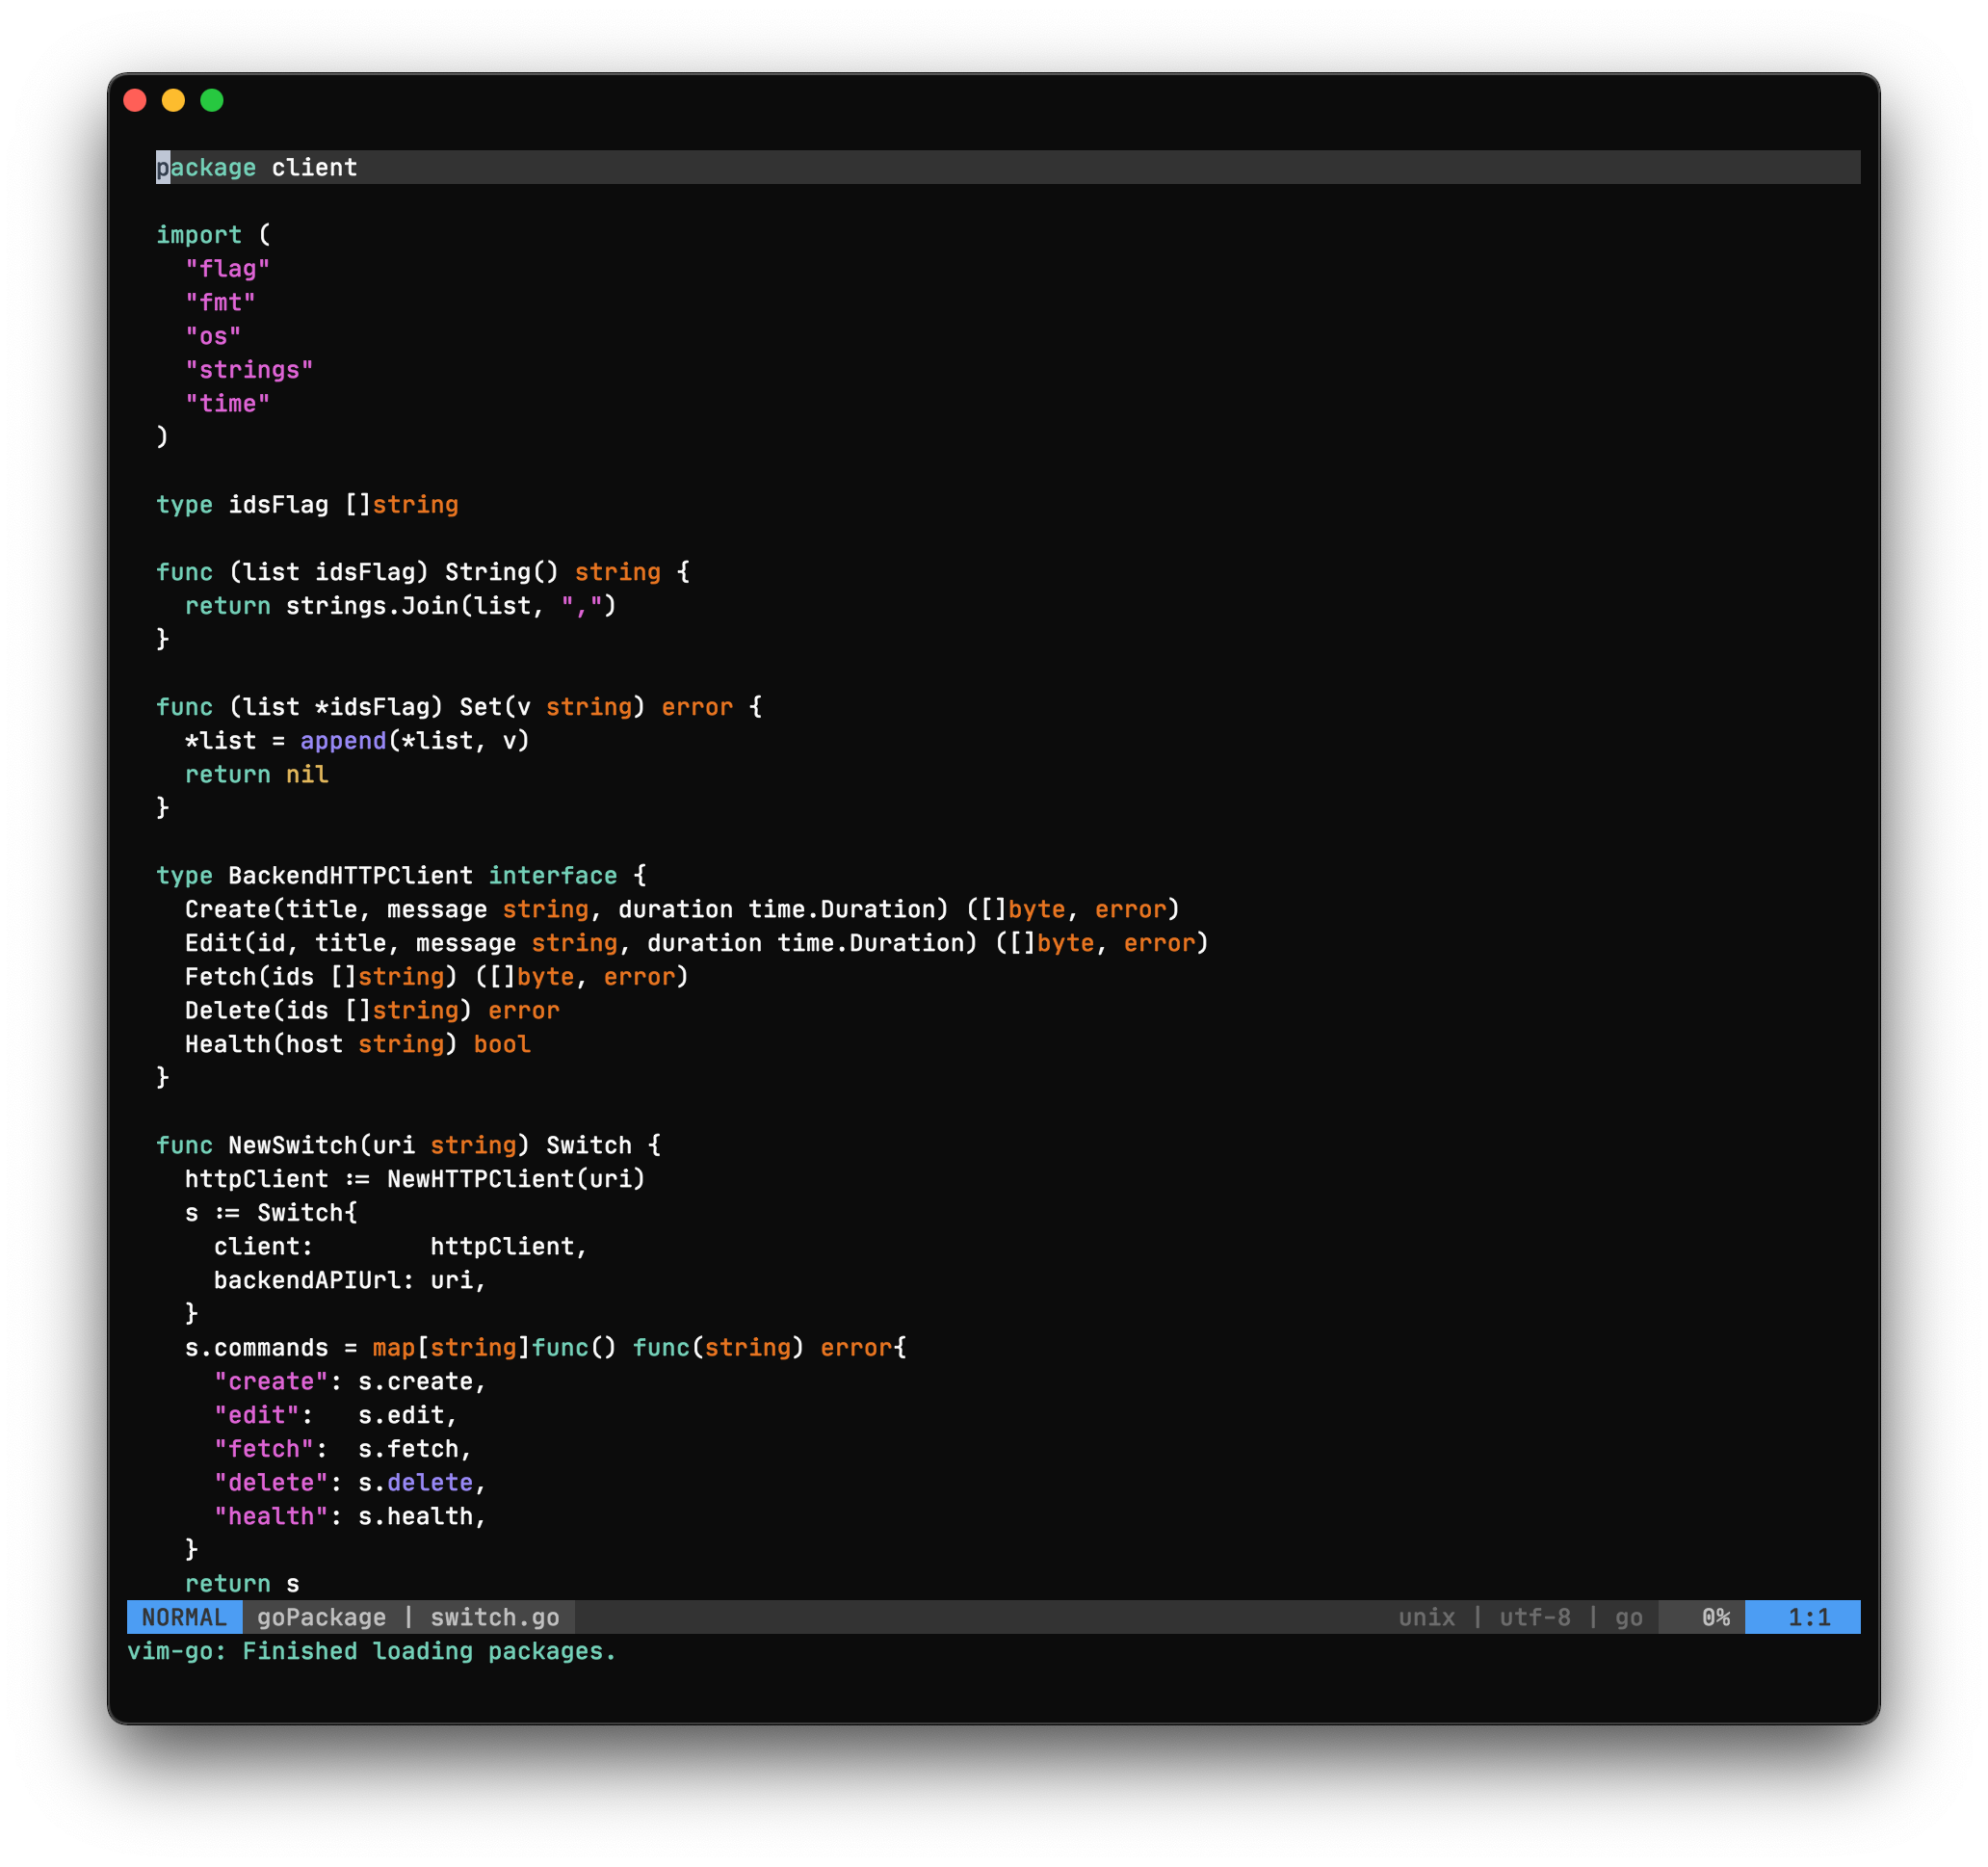 package client

import (
  "flag"
  "fmt"
  "os"
  "strings"
  "time"
)

type idsFlag []string

func (list idsFlag) String() string {
  return strings.Join(list, ",")
}

func (list *idsFlag) Set(v string) error {
  *list = append(*list, v)
  return nil
}

type BackendHTTPClient interface {
  Create(title, message string, duration time.Duration) ([]byte, error)
  Edit(id, title, message string, duration time.Duration) ([]byte, error)
  Fetch(ids []string) ([]byte, error)
  Delete(ids []string) error
  Health(host string) bool
}

func NewSwitch(uri string) Switch {
  httpClient := NewHTTPClient(uri)
  s := Switch{
    client:        httpClient,
    backendAPIUrl: uri,
  }
  s.commands = map[string]func() func(string) error{
    "create": s.create,
    "edit":   s.edit,
    "fetch":  s.fetch,
    "delete": s.delete,
    "health": s.health,
  }
  return s
NORMAL goPackage | switch.go unix | utf-8 | go 0% 1:1
vim-go: Finished loading packages.